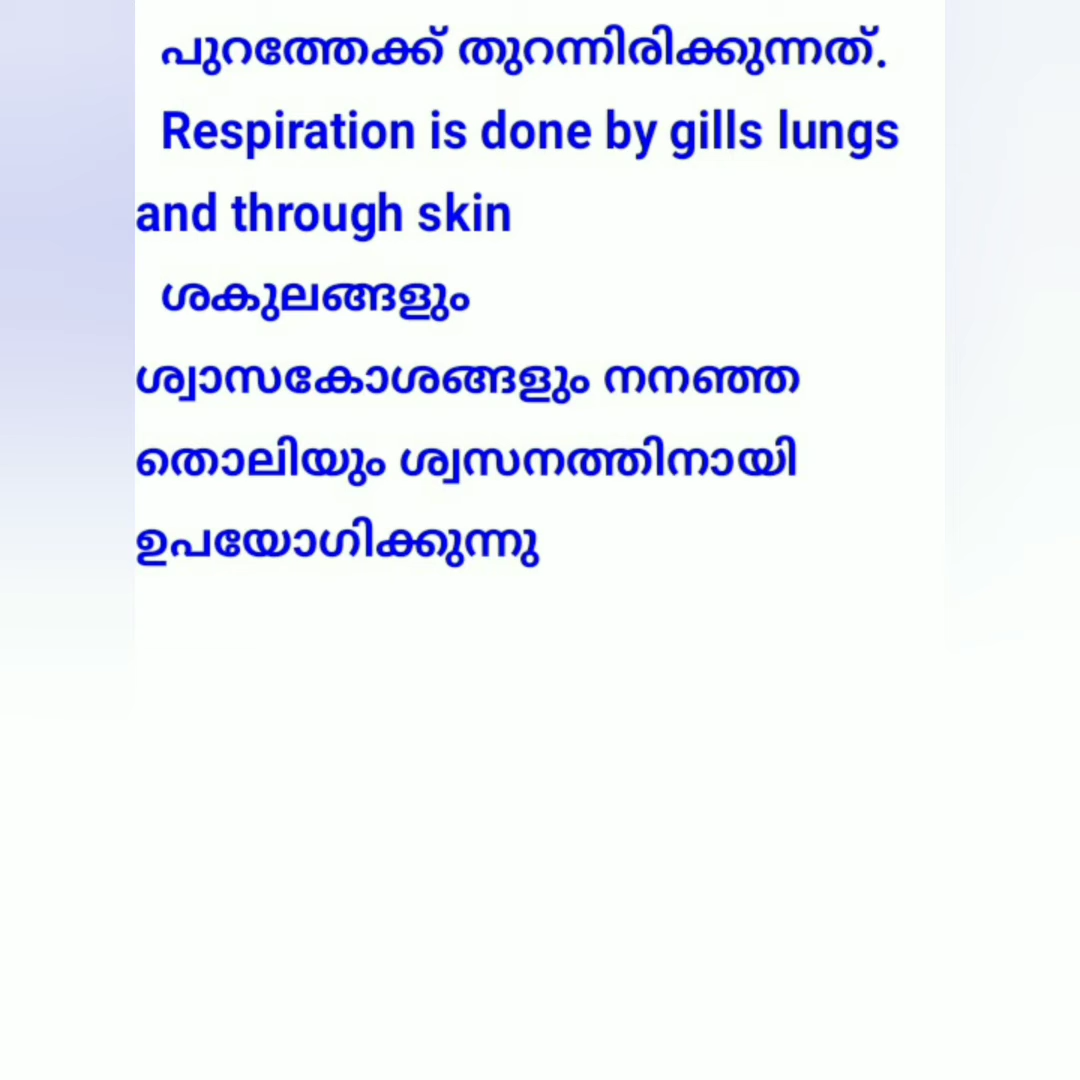 പുറത്തേക്ക് തുറന്നിരിക്കുന്നത്.
Respiration is done by gills lungs
and through skin
ശകുലങ്ങളും
ശ്വാസകോശങ്ങളും നനഞ്ഞ
തൊലിയും ശ്വസനത്തിനായി
ഉപയോഗിക്കുന്നു